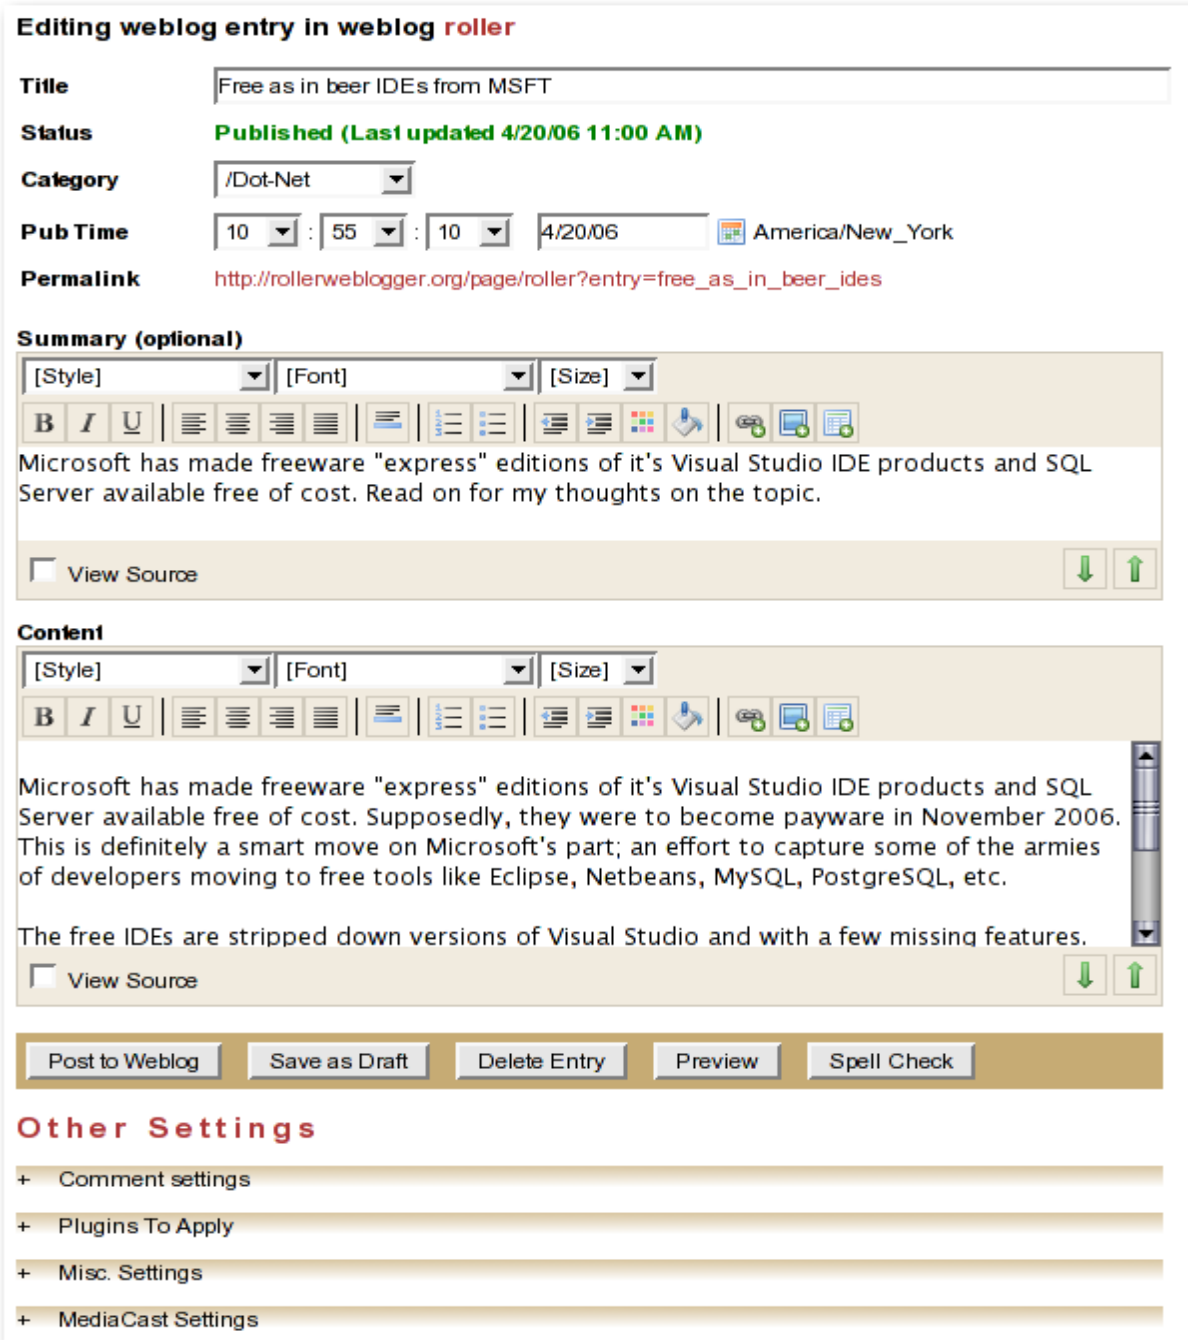 Editing weblog entry in weblog roller
Title Free as in beer IDEs from MSFT
Status Published (Last updated 4/20/06 11:00 AM)
Category /Dot-Net
Pub Time 10 : 55 : 10 4/20/06 America/New_York
Permalink http://rollerweblogger.org/page/roller?entry=free_as_in_beer_ides
Summary (optional)
[Style] [Font] [Size]
B I U
Microsoft has made freeware "express" editions of it's Visual Studio IDE products and SQL
Server available free of cost. Read on for my thoughts on the topic.
View Source
Content
[Style] [Font] [Size]
B I U
Microsoft has made freeware "express" editions of it's Visual Studio IDE products and SQL
Server available free of cost. Supposedly, they were to become payware in November 2006.
This is definitely a smart move on Microsoft's part; an effort to capture some of the armies
of developers moving to free tools like Eclipse, Netbeans, MySQL, PostgreSQL, etc.
The free IDEs are stripped down versions of Visual Studio and with a few missing features.
View Source
Post to Weblog Save as Draft Delete Entry Preview Spell Check
Other Settings
+ Comment settings
+ Plugins To Apply
+ Misc. Settings
+ MediaCast Settings